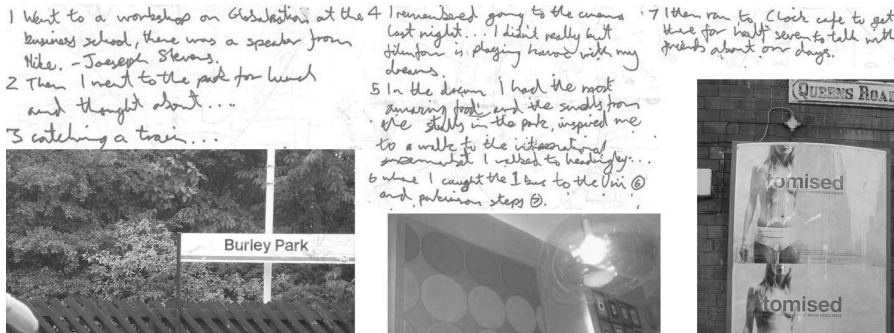 1 I went to a workshop on Globalisation at the
business school, there was a speaker from
Nike. - Joeseph Stevens.
2 Then I went to the park for lunch
and thought about....
3 catching a train...
Burley Park
4 I remembered going to the cinema
last night... I didn't really but
filmfan is playing havoc with my
dreams.
5 In the dream I had the most
amazing food and the smells from
the stalls in the park, inspired me
to a walk to the international
supermarket I walked to headingley...
6 where I caught the 1 bus to the Uni 6
and parkinson steps 7.
7 I then ran to Clock cafe to get
there for half seven to talk with
friends about our days.
QUEENS ROAD
tomised
tomised